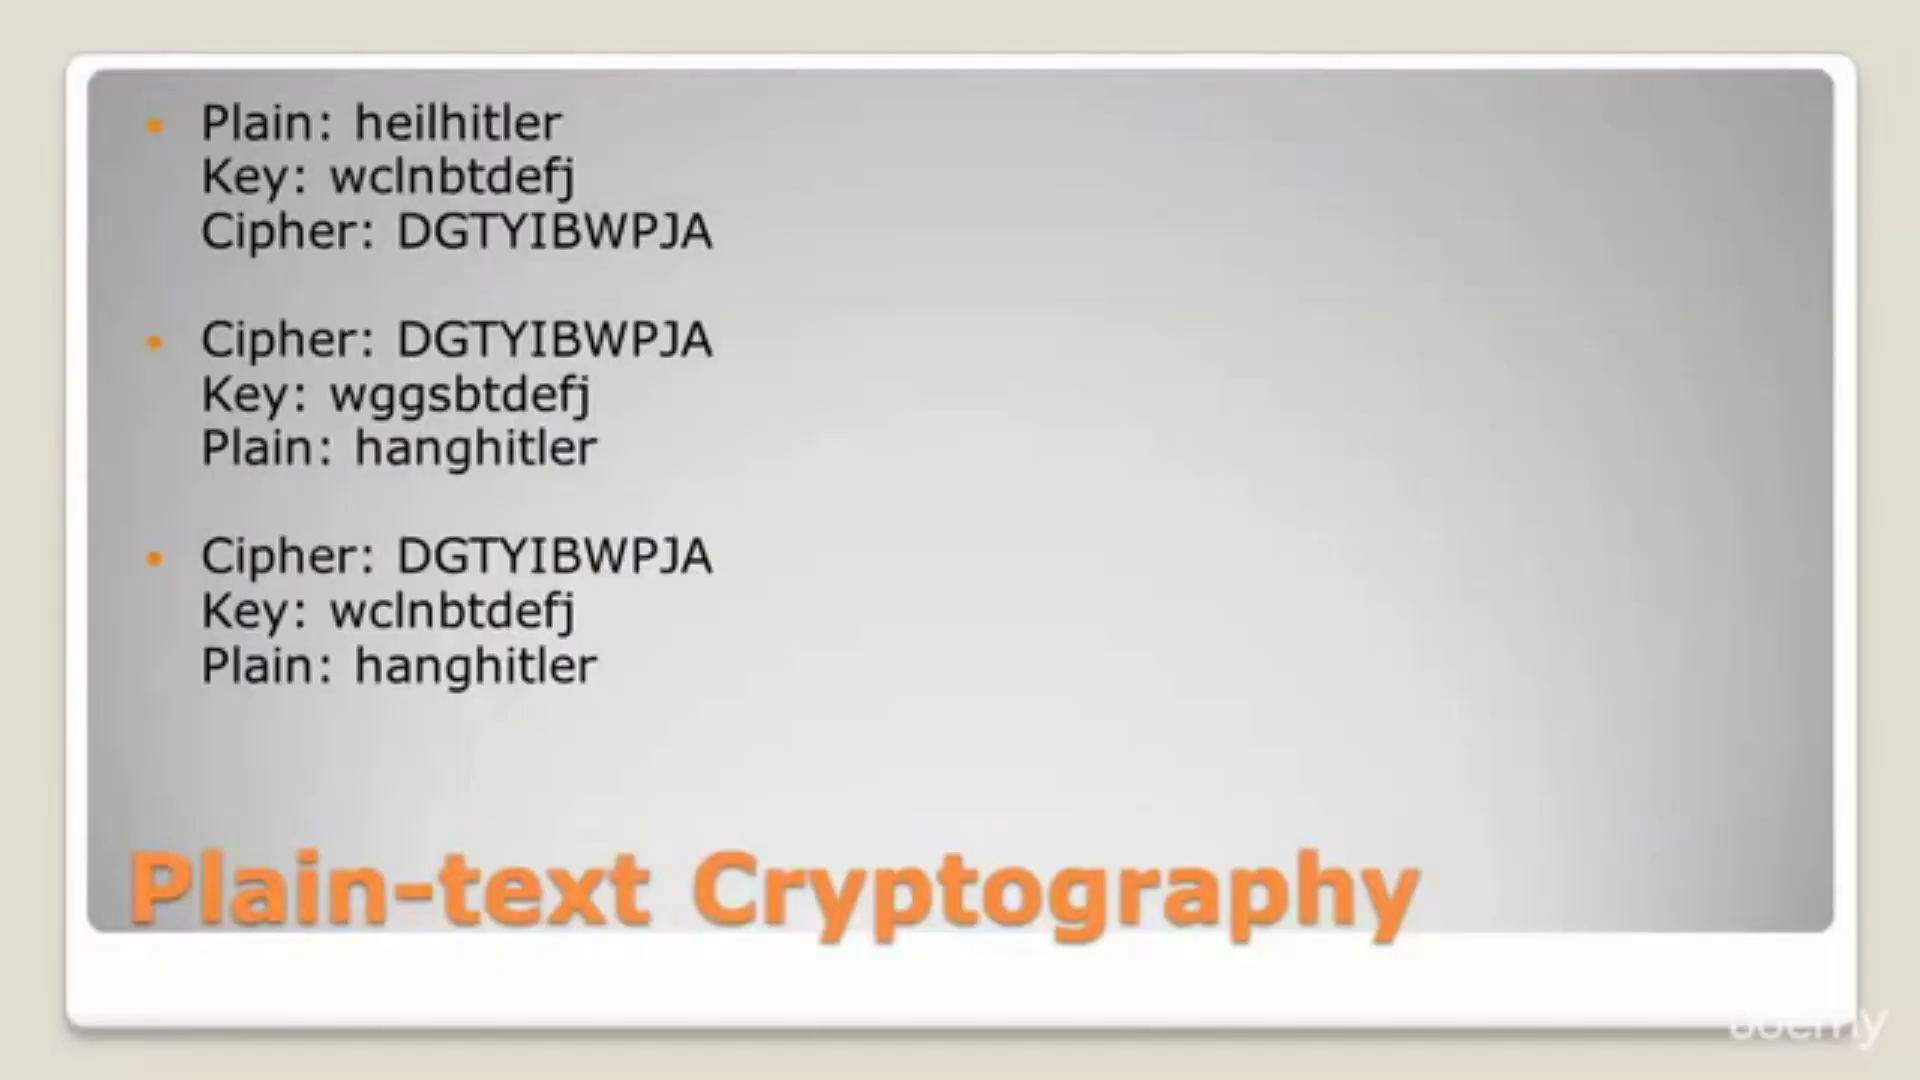 Plain: heilhitler
Key: wclnbtdefj
Cipher: DGTYIBWPJA
Cipher: DGTYIBWPJA
Key: wggsbtdefj
Plain: hanghitler
Cipher: DGTYIBWPJA
Key: wclnbtdefj
Plain: hanghitler
Plain-text Cryptography